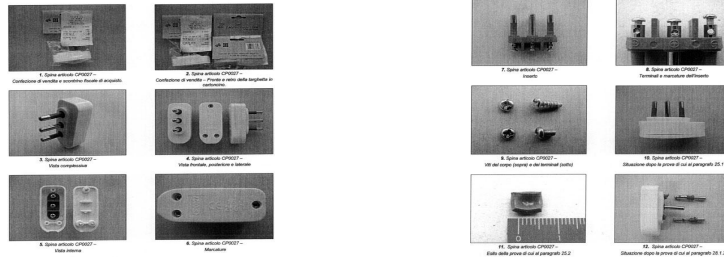 1. Spina articolo CP0027 –
Confezione di vendita e scontrino fiscale di acquisto.
2. Spina articolo CP0027 –
Confezione di vendita – Fronte e retro della targhetta in
cartoncino.
3. Spina articolo CP0027 –
Vista complessiva
4. Spina articolo CP0027 –
Vista frontale, posteriore e laterale
5. Spina articolo CP0027 –
Vista interna
6. Spina articolo CP0027 –
Marcature
7. Spina articolo CP0027 –
Inserto
8. Spina articolo CP0027 –
Terminali e marcature dell'inserto
9. Spina articolo CP0027 –
Viti del corpo (sopra) e dei terminali (sotto)
10. Spina articolo CP0027 –
Situazione dopo la prova di cui al paragrafo 25.1
0
1
11. Spina articolo CP0027 –
Esito della prova di cui al paragrafo 25.2
12. Spina articolo CP0027 –
Situazione dopo la prova di cui al paragrafo 28.1.